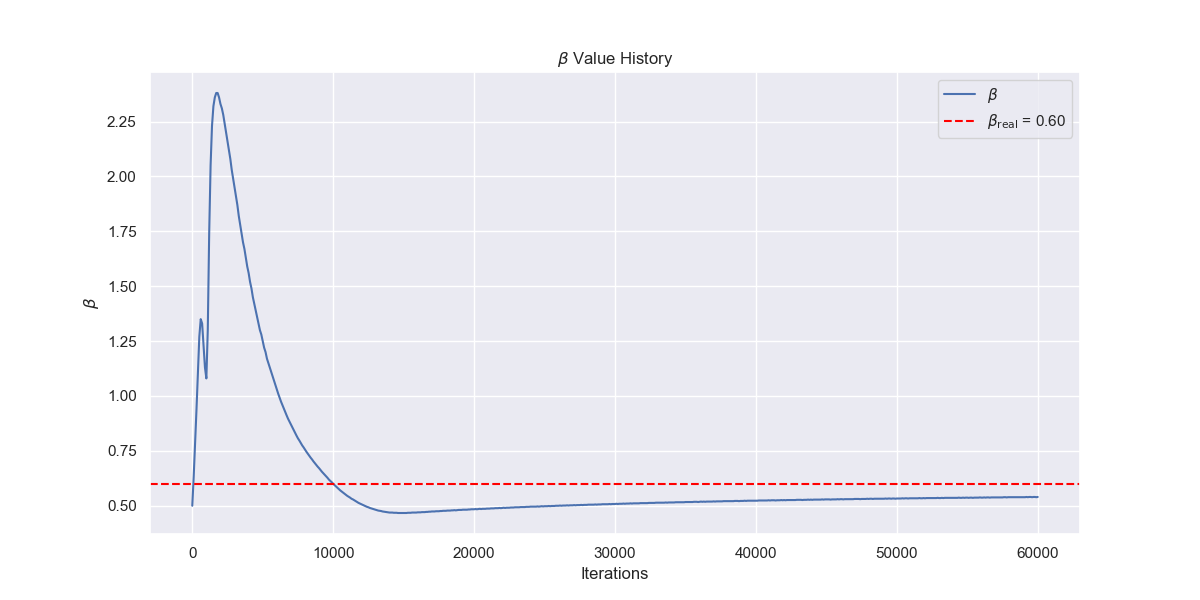 β Value History
β
β_real = 0.60
2.25
2.00
1.75
1.50
1.25
1.00
0.75
0.50
β
0 10000 20000 30000 40000 50000 60000
Iterations